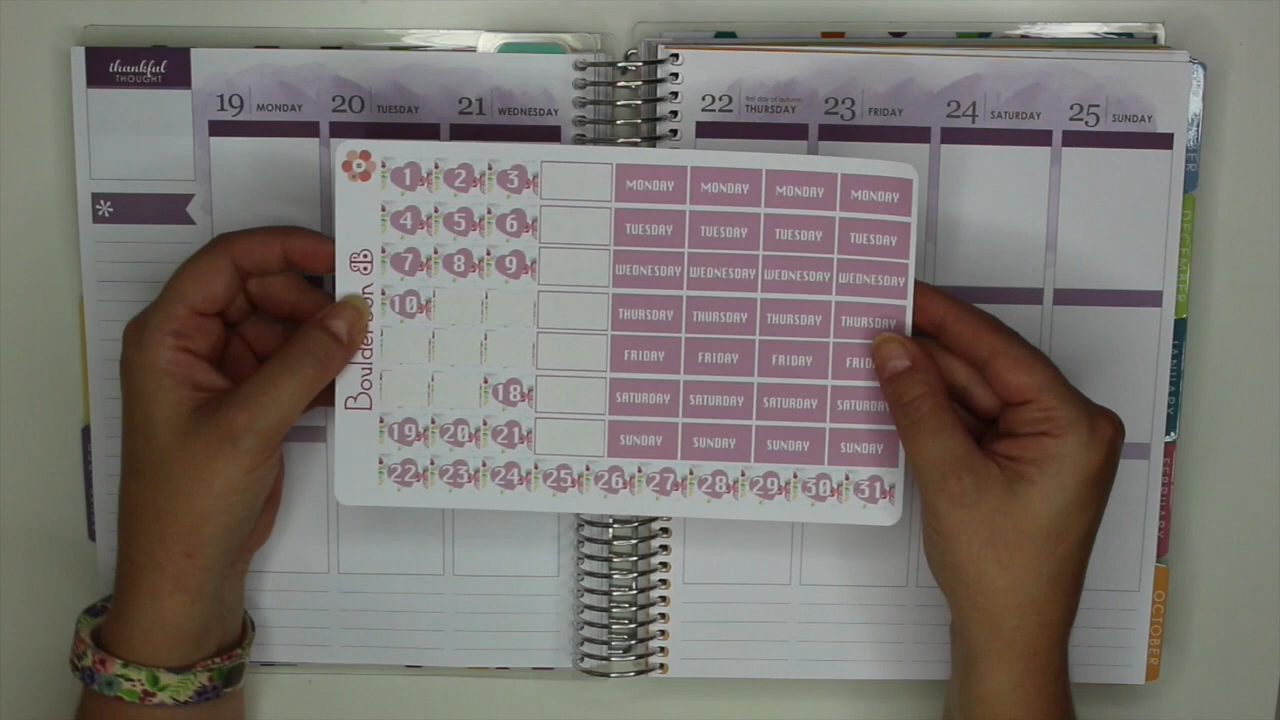 thankful
THOUGHT
19 MONDAY
20 TUESDAY
21 WEDNESDAY
22 first day of autumn THURSDAY
23 FRIDAY
24 SATURDAY
25 SUNDAY
1 2 3 MONDAY MONDAY MONDAY MONDAY
4 5 6 TUESDAY TUESDAY TUESDAY TUESDAY
7 8 9 WEDNESDAY WEDNESDAY WEDNESDAY WEDNESDAY
10 THURSDAY THURSDAY THURSDAY THURSDAY
FRIDAY FRIDAY FRIDAY
18 SATURDAY SATURDAY SATURDAY SATURDAY
19 20 21 SUNDAY SUNDAY SUNDAY SUNDAY
22 23 24 25 26 27 28 29 30 31
DECEMBER
JANUARY
FEBRUARY
OCTOBER